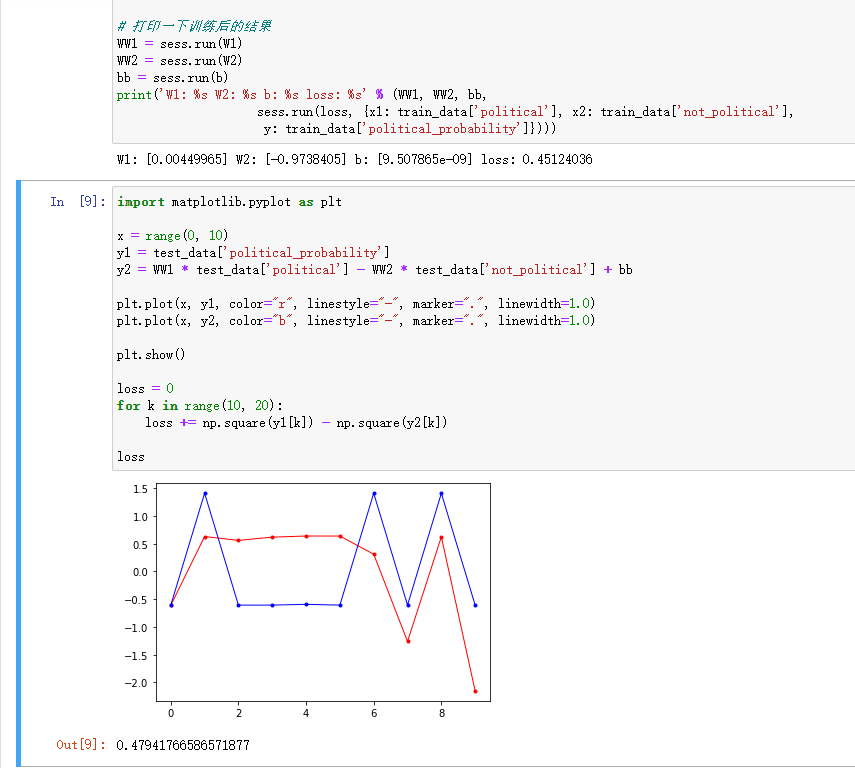 # 打印一下训练后的结果
WW1 = sess.run(W1)
WW2 = sess.run(W2)
bb = sess.run(b)
print('W1: %s W2: %s b: %s loss: %s' % (WW1, WW2, bb,
sess.run(loss, {x1: train_data['political'], x2: train_data['not_political'],
y: train_data['political_probability']})))
W1: [0.00449965] W2: [-0.9738405] b: [9.507865e-09] loss: 0.45124036
In [9]: import matplotlib.pyplot as plt
x = range(0, 10)
y1 = test_data['political_probability']
y2 = WW1 * test_data['political'] - WW2 * test_data['not_political'] + bb
plt.plot(x, y1, color="r", linestyle="-", marker=".", linewidth=1.0)
plt.plot(x, y2, color="b", linestyle="-", marker=".", linewidth=1.0)
plt.show()
loss = 0
for k in range(10, 20):
loss += np.square(y1[k]) - np.square(y2[k])
loss
1.5
1.0
0.5
0.0
−0.5
−1.0
−1.5
−2.0
0 2 4 6 8
Out[9]: 0.47941766586571877